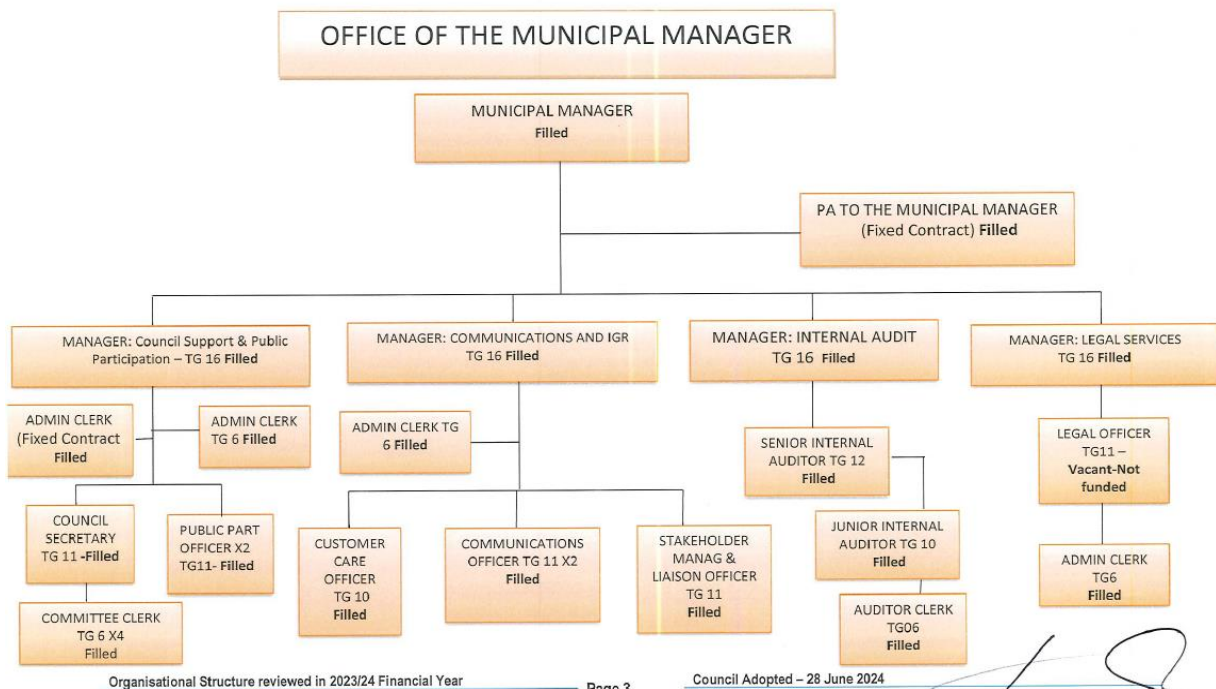 OFFICE OF THE MUNICIPAL MANAGER
MUNICIPAL MANAGER
Filled
PA TO THE MUNICIPAL MANAGER
(Fixed Contract) Filled
MANAGER: Council Support & Public
Participation – TG 16 Filled
MANAGER: COMMUNICATIONS AND IGR
TG 16 Filled
MANAGER: INTERNAL AUDIT
TG 16 Filled
MANAGER: LEGAL SERVICES
TG 16 Filled
ADMIN CLERK
(Fixed Contract
Filled
ADMIN CLERK
TG 6 Filled
ADMIN CLERK TG
6 Filled
SENIOR INTERNAL
AUDITOR TG 12
Filled
LEGAL OFFICER
TG11 –
Vacant-Not
funded
COUNCIL
SECRETARY
TG 11 -Filled
PUBLIC PART
OFFICER X2
TG11- Filled
CUSTOMER
CARE
OFFICER
TG 10
Filled
COMMUNICATIONS
OFFICER TG 11 X2
Filled
STAKEHOLDER
MANAG &
LIAISON OFFICER
TG 11
Filled
JUNIOR INTERNAL
AUDITOR TG 10
Filled
ADMIN CLERK
TG6
Filled
COMMITTEE CLERK
TG 6 X4
Filled
AUDITOR CLERK
TG06
Filled
Organisational Structure reviewed in 2023/24 Financial Year
Page 3
Council Adopted – 28 June 2024